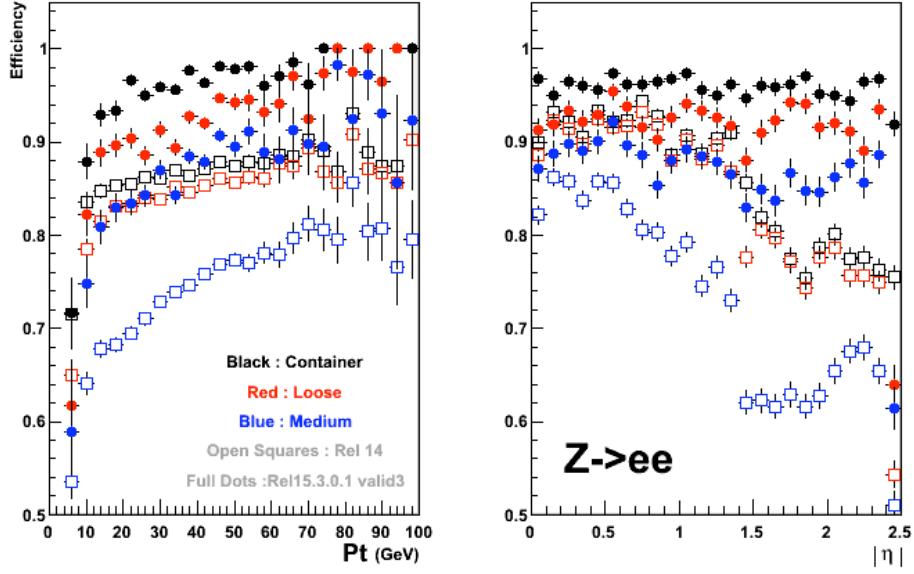 Efficiency
1
0.9
0.8
0.7
0.6
0.5
Black : Container
Red : Loose
Blue : Medium
Open Squares : Rel 14
Full Dots :Rel15.3.0.1 valid3
0 10 20 30 40 50 60 70 80 90 100
Pt (GeV)
1
0.9
0.8
0.7
0.6
0.5
Z->ee
0 0.5 1 1.5 2 2.5
|η|